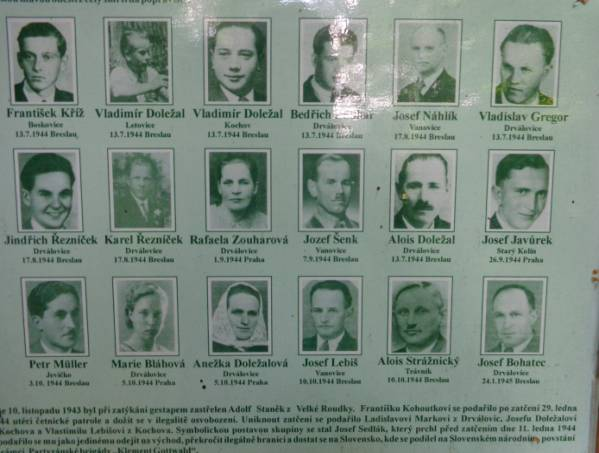 František Kříž
Boskovice
13.7.1944 Breslau
Vladimír Doležal
Letovice
13.7.1944 Breslau
Vladimír Doležal
Kochov
13.7.1944 Breslau
Bedřich
Drválovice
13.7.1944 Breslau
Josef Náhlík
Vanovice
17.8.1944 Breslau
Vladislav Gregor
Drválovice
13.7.1944 Breslau
Jindřich Řezníček
Drválovice
17.8.1944 Breslau
Karel Řezníček
Drválovice
17.8.1944 Breslau
Rafaela Zouharová
Drválovice
1.9.1944 Praha
Jozef Šenk
Vanovice
7.9.1944 Breslau
Alois Doležal
Drválovice
13.7.1944 Breslau
Josef Javůrek
Starý Kolín
26.9.1944 Praha
Petr Müller
Jevíčko
3.10. 1944 Breslau
Marie Bláhová
Drválovice
5.10.1944 Praha
Anežka Doležalová
Drválovice
5.10.1944 Praha
Josef Lebiš
Vanovice
10.10.1944 Breslau
Alois Strážnický
Trávník
10.10.1944 Breslau
Josef Bohatec
Drválovice
24.1.1945 Breslau
e 10. listopadu 1943 byl při zatýkání gestapem zastřelen Adolf Staněk z Velké Roudky. Františku Kohoutkovi se podařilo po zatčení 29. ledna
44 utéci četnické patrole a dožít se v ilegalitě osvobození. Uniknout zatčení se podařilo Ladislavovi Markovi z Drválovic, Josefu Doležalovi
Kochova a Vlastimilu Lebišovi z Kochova. Symbolickou postavou skupiny se stal Josef Sedlák, který prchl před zatčením dne 11. ledna 1944
podařilo se mu jako jedinému odejít na východ, překročit ilegálně hranici a dostat se na Slovensko, kde se podílel na Slovenském národním povstání
rámci Partyzánské brigády „Klement Gottwald“.